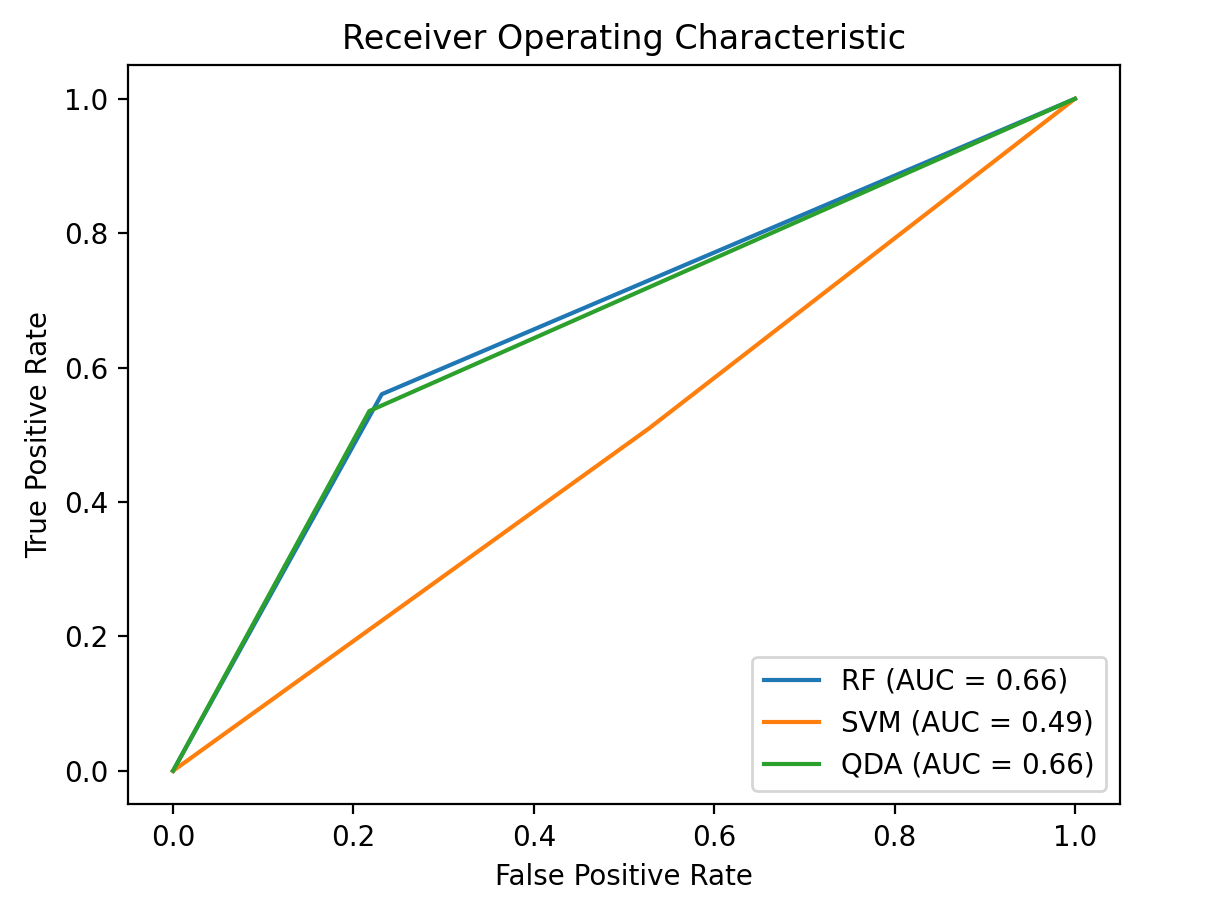 Receiver Operating Characteristic
1.0
0.8
0.6
0.4
0.2
0.0
True Positive Rate
0.0 0.2 0.4 0.6 0.8 1.0
False Positive Rate
RF (AUC = 0.66)
SVM (AUC = 0.49)
QDA (AUC = 0.66)